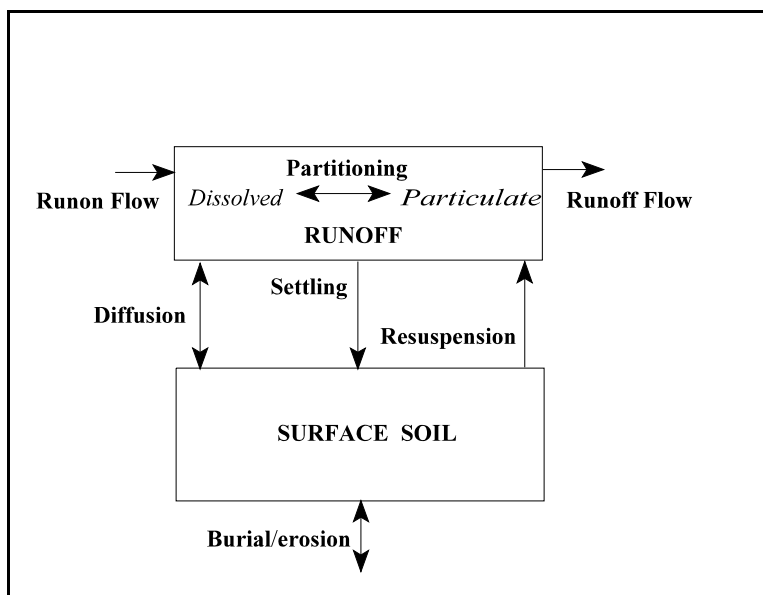 Partitioning
Runon Flow
Dissolved
Particulate
Runoff Flow
RUNOFF
Settling
Diffusion
Resuspension
SURFACE SOIL
Burial/erosion